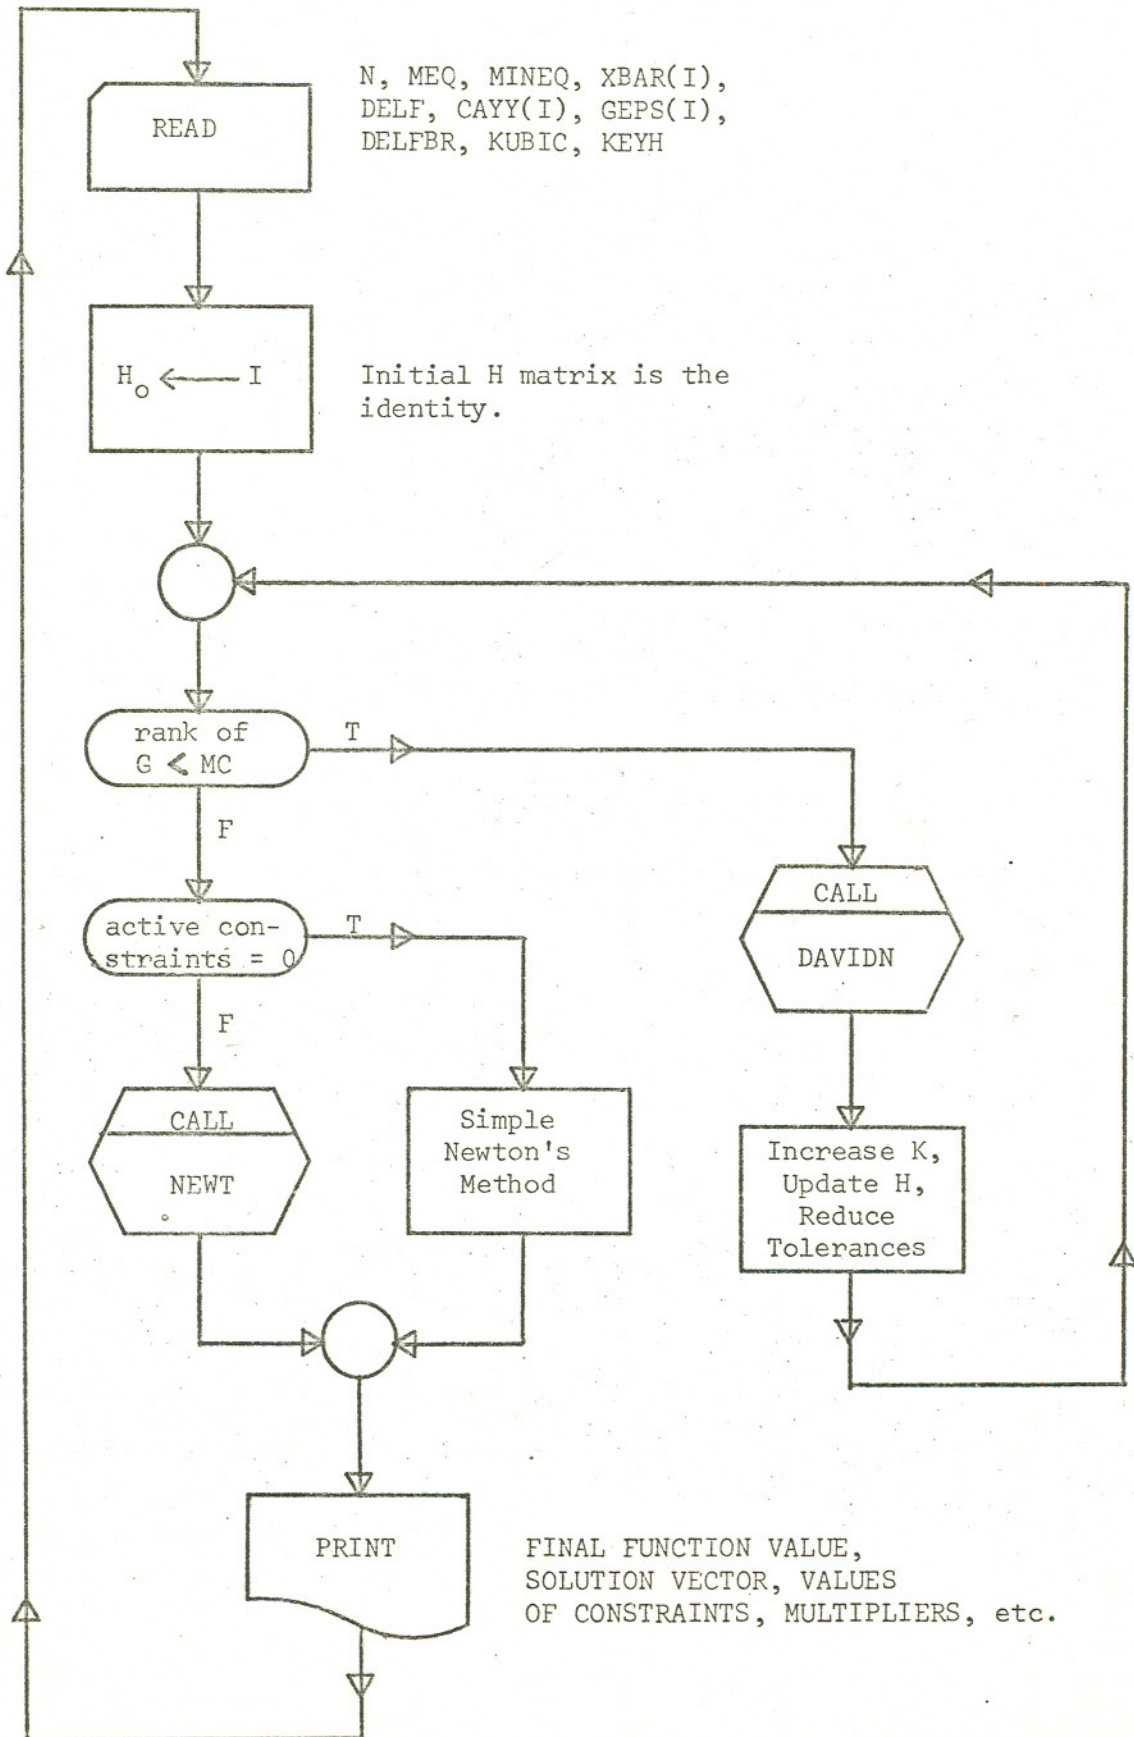 N, MEQ, MINEQ, XBAR(I),
DELF, CAYY(I), GEPS(I),
DELFBR, KUBIC, KEYH
READ
H₀ ← I
Initial H matrix is the
identity.
rank of
G < MC
T
F
active con-
straints = 0
T
F
CALL
DAVIDN
CALL
NEWT
Simple
Newton's
Method
Increase K,
Update H,
Reduce
Tolerances
PRINT
FINAL FUNCTION VALUE,
SOLUTION VECTOR, VALUES
OF CONSTRAINTS, MULTIPLIERS, etc.